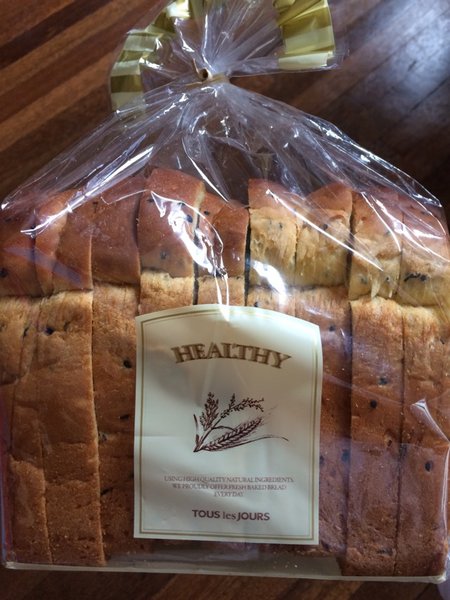 HEALTHY
USING HIGH QUALITY NATURAL INGREDIENTS,
WE PROUDLY OFFER FRESH BAKED BREAD
EVERY DAY.
TOUS les JOURS